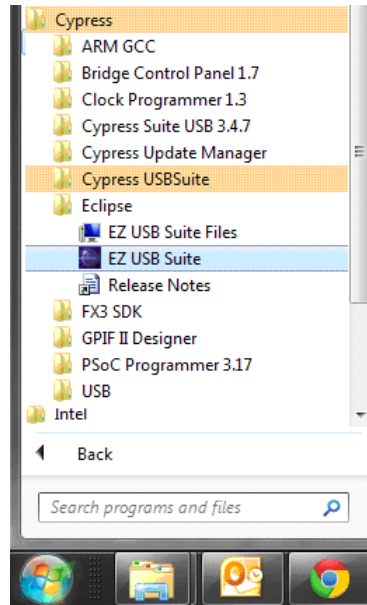 Cypress
ARM GCC
Bridge Control Panel 1.7
Clock Programmer 1.3
Cypress Suite USB 3.4.7
Cypress Update Manager
Cypress USBSuite
Eclipse
EZ USB Suite Files
EZ USB Suite
Release Notes
FX3 SDK
GPIF II Designer
PSoC Programmer 3.17
USB
Intel
Back
Search programs and files